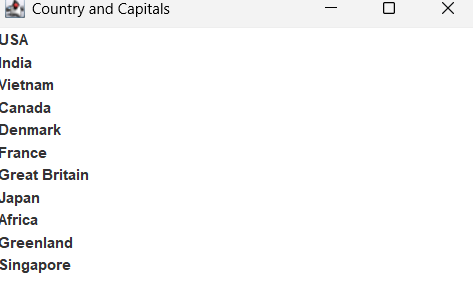 Country and Capitals
USA
India
Vietnam
Canada
Denmark
France
Great Britain
Japan
Africa
Greenland
Singapore